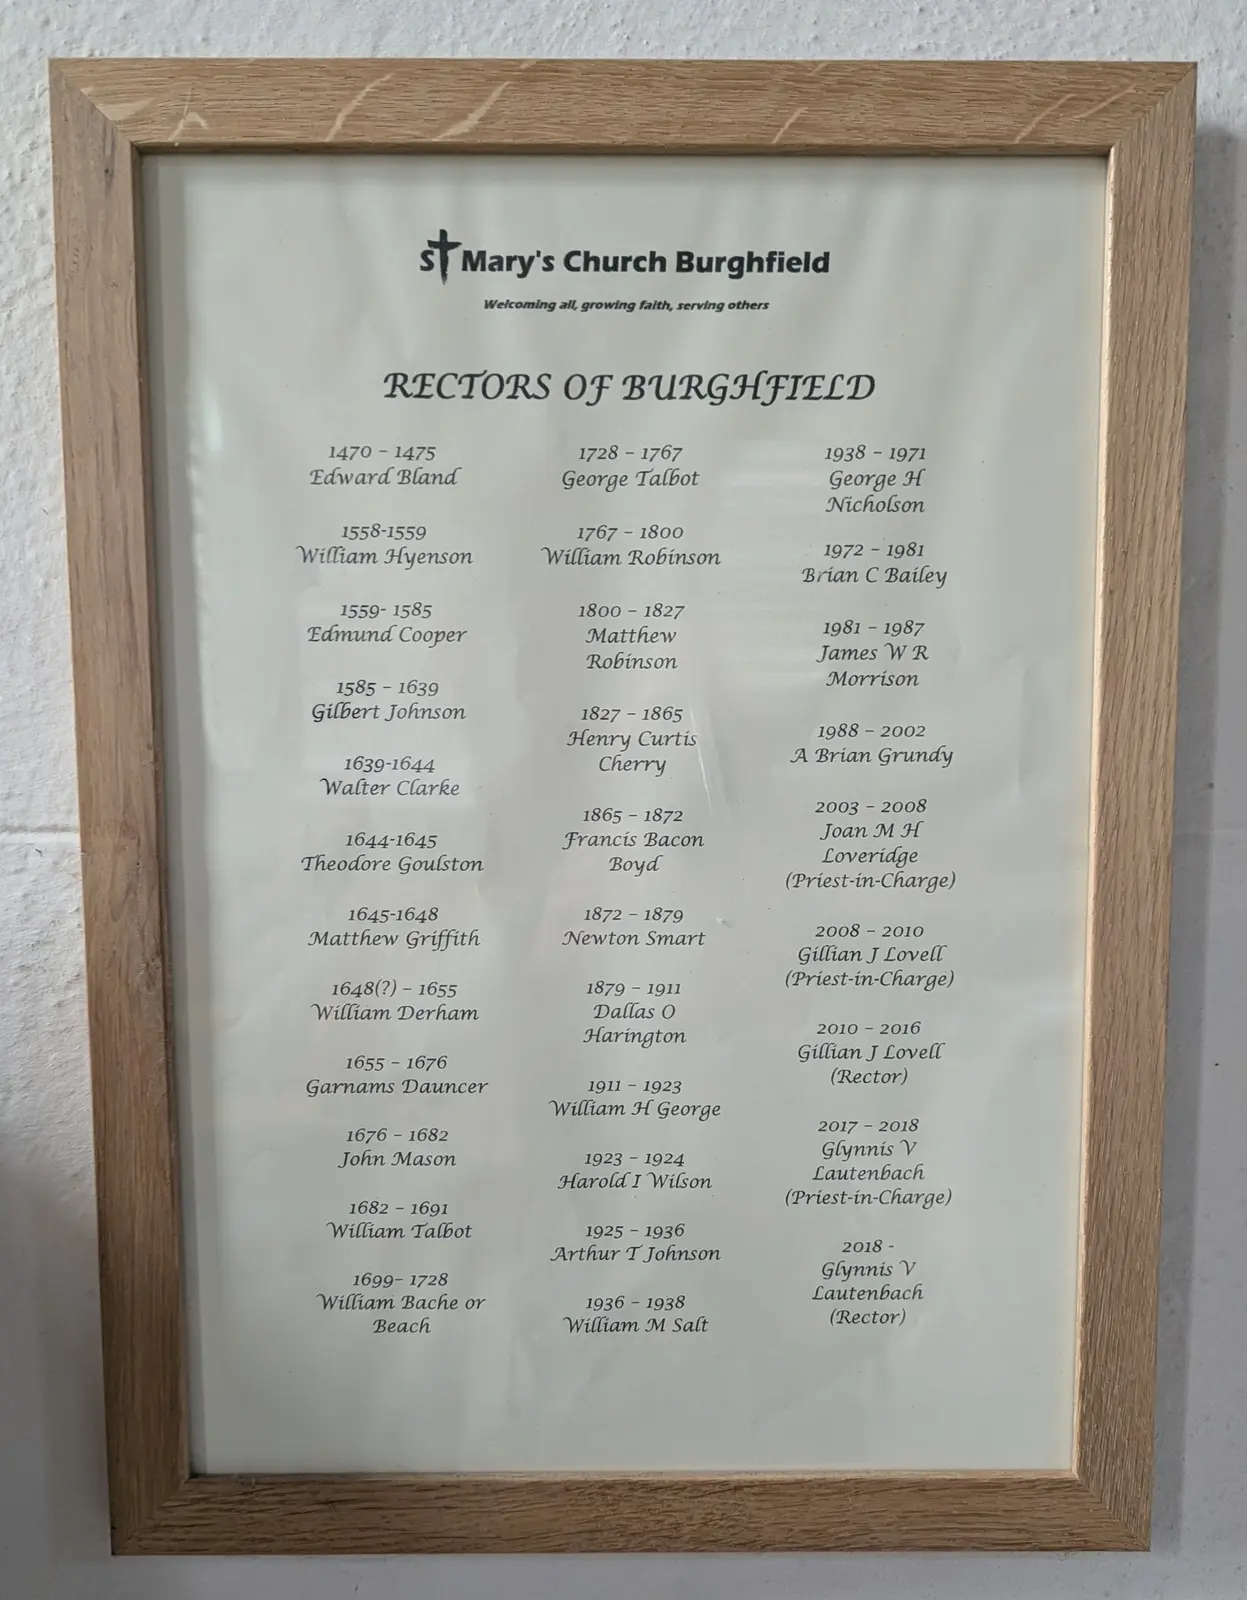 St Mary's Church Burghfield
Welcoming all, growing faith, serving others
RECTORS OF BURGHFIELD
1470 – 1475
Edward Bland
1558-1559
William Hyenson
1559- 1585
Edmund Cooper
1585 – 1639
Gilbert Johnson
1639-1644
Walter Clarke
1644-1645
Theodore Goulston
1645-1648
Matthew Griffith
1648(?) – 1655
William Derham
1655 – 1676
Garnams Dauncer
1676 – 1682
John Mason
1682 – 1691
William Talbot
1699– 1728
William Bache or
Beach
1728 – 1767
George Talbot
1767 – 1800
William Robinson
1800 – 1827
Matthew
Robinson
1827 – 1865
Henry Curtis
Cherry
1865 – 1872
Francis Bacon
Boyd
1872 – 1879
Newton Smart
1879 – 1911
Dallas O
Harington
1911 – 1923
William H George
1923 – 1924
Harold I Wilson
1925 – 1936
Arthur T Johnson
1936 – 1938
William M Salt
1938 – 1971
George H
Nicholson
1972 – 1981
Brian C Bailey
1981 – 1987
James W R
Morrison
1988 – 2002
A Brian Grundy
2003 – 2008
Joan M H
Loveridge
(Priest-in-Charge)
2008 – 2010
Gillian J Lovell
(Priest-in-Charge)
2010 – 2016
Gillian J Lovell
(Rector)
2017 – 2018
Glynnis V
Lautenbach
(Priest-in-Charge)
2018 -
Glynnis V
Lautenbach
(Rector)